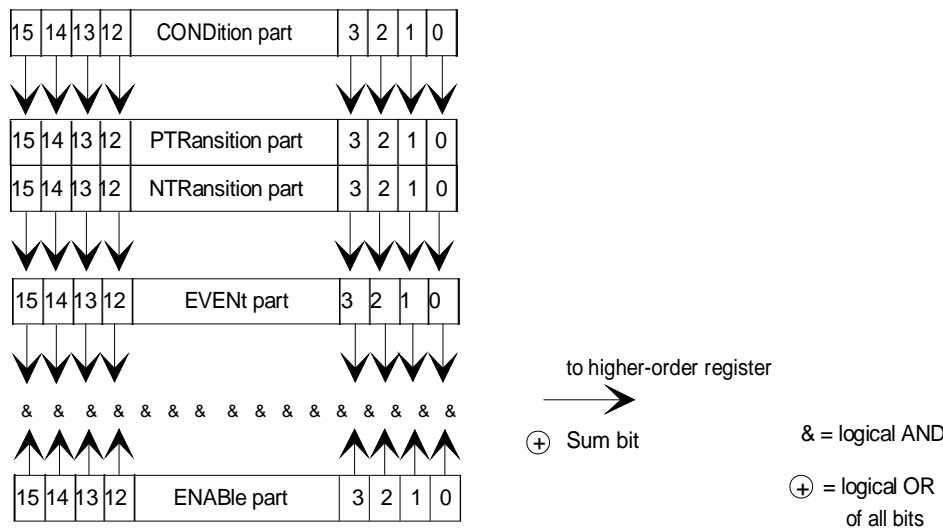 15 14 13 12 CONDition part 3 2 1 0
15 14 13 12 PTRansition part 3 2 1 0
15 14 13 12 NTRansition part 3 2 1 0
15 14 13 12 EVENt part 3 2 1 0
to higher-order register
& & & & & & & & & & & & & & & &
+ Sum bit
& = logical AND
15 14 13 12 ENABle part 3 2 1 0
+ = logical OR
of all bits